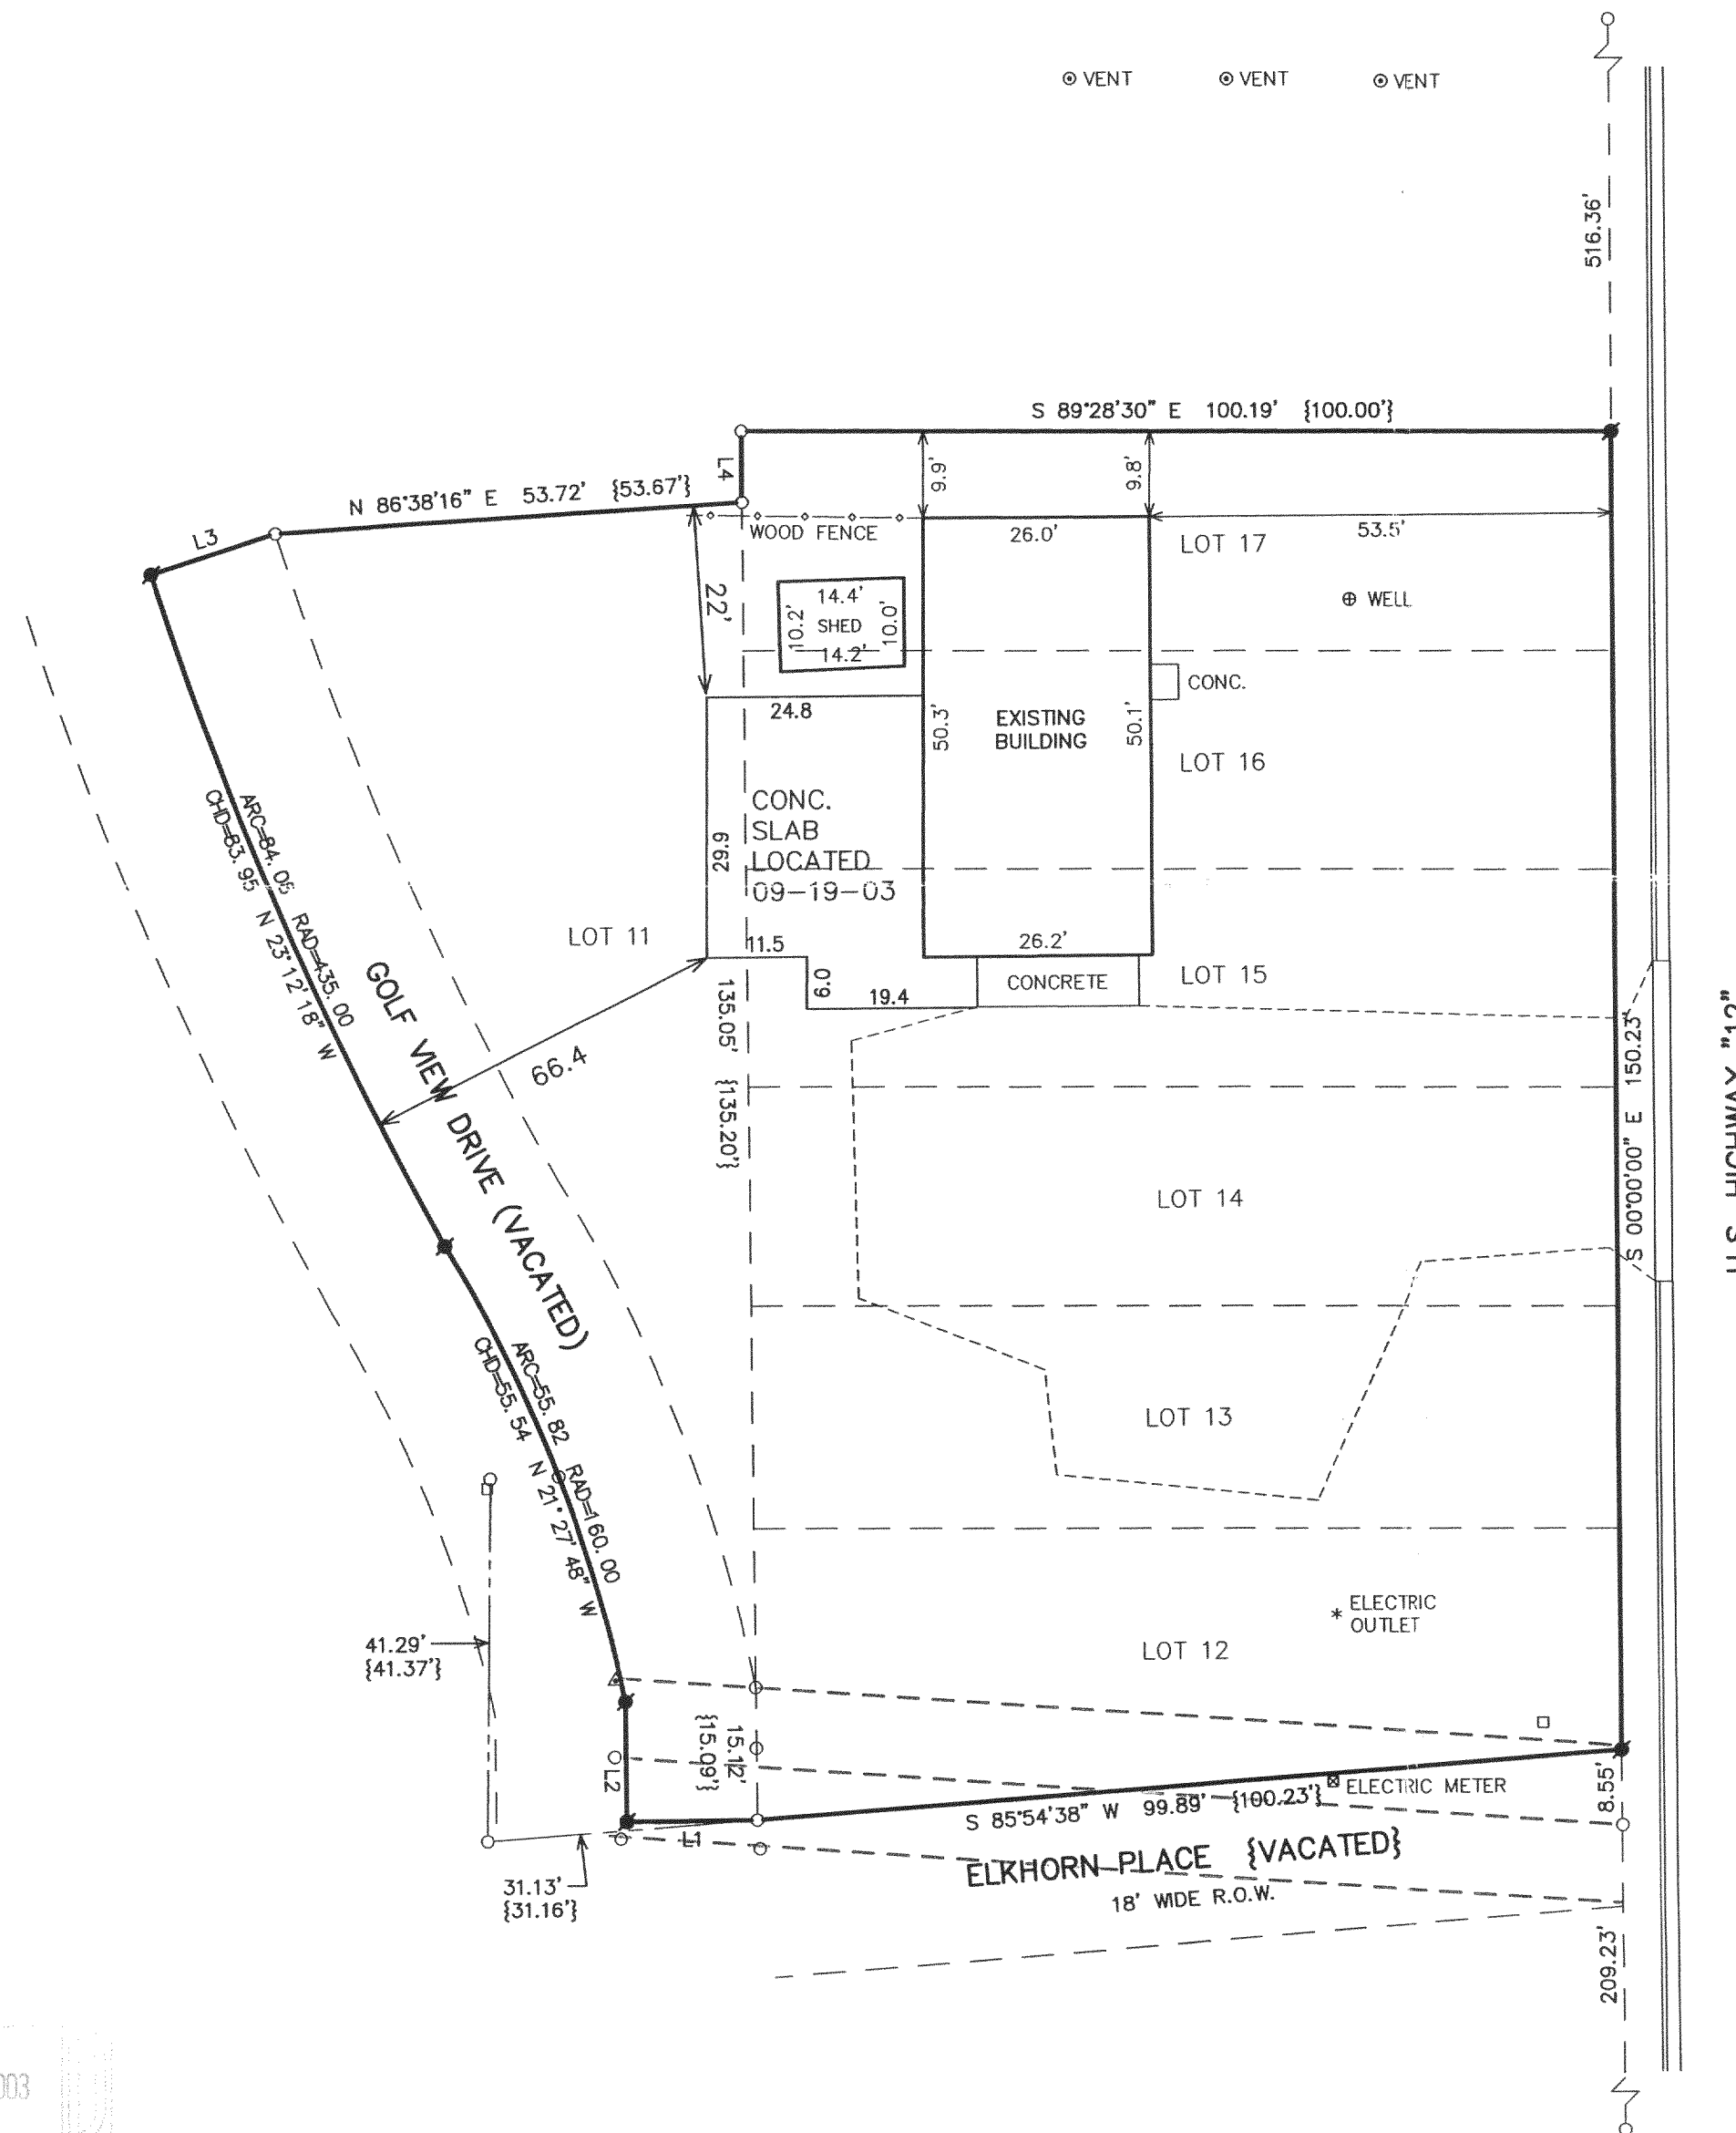 VENT
VENT
VENT
516.36'
S 89°28'30" E 100.19' {100.00'}
L4
9.9'
9.8'
N 86°38'16" E 53.72' {53.67'}
L3
WOOD FENCE
26.0'
53.5'
LOT 17
22'
14.4'
10.2'
SHED
10.0'
14.2'
WELL
CONC.
24.8
50.3'
EXISTING
BUILDING
50.1'
LOT 16
CONC.
SLAB
LOCATED
09-19-03
29.9
ARC=84.06 RAD=435.00
CHD=83.95 N 23°12'18" W
LOT 11
11.5
6.0
19.4
26.2'
CONCRETE
LOT 15
GOLF VIEW DRIVE (VACATED)
66.4
135.05' {135.20'}
S 00°00'00" E 150.23'
U.S. HIGHWAY "12"
LOT 14
ARC=55.82 RAD=160.00
CHD=55.54 N 21°27'48" W
LOT 13
41.29'
{41.37'}
ELECTRIC
OUTLET
LOT 12
15.12'
{15.09'}
L2
L1
ELECTRIC METER
8.55'
S 85°54'38" W 99.89' {100.23'}
ELKHORN PLACE {VACATED}
18' WIDE R.O.W.
31.13'
{31.16'}
209.23'
003